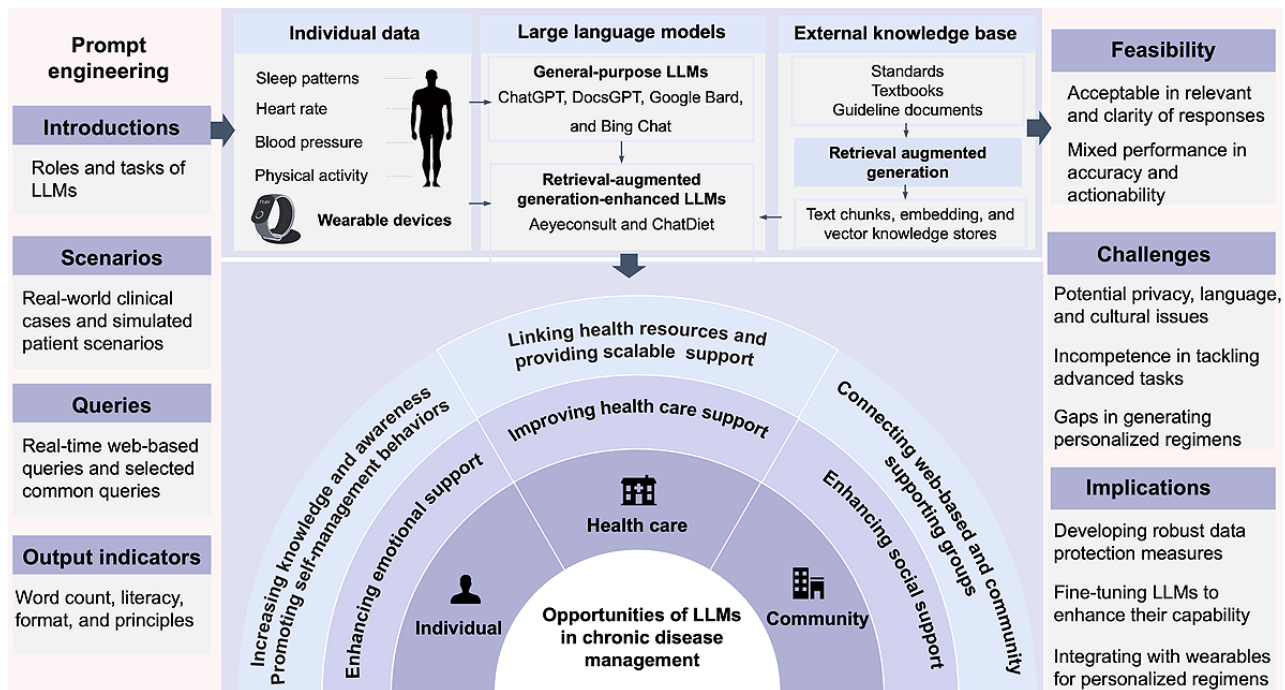 Prompt
engineering
Introductions
Roles and tasks of
LLMs
Scenarios
Real-world clinical
cases and simulated
patient scenarios
Queries
Real-time web-based
queries and selected
common queries
Output indicators
Word count, literacy,
format, and principles
Individual data
Sleep patterns
Heart rate
Blood pressure
Physical activity
Wearable devices
Large language models
General-purpose LLMs
ChatGPT, DocsGPT, Google Bard,
and Bing Chat
Retrieval-augmented
generation-enhanced LLMs
Aeyeconsult and ChatDiet
External knowledge base
Standards
Textbooks
Guideline documents
Retrieval augmented
generation
Text chunks, embedding, and
vector knowledge stores
Increasing knowledge and awareness
Promoting self-management behaviors
Enhancing emotional support
Individual
Linking health resources and
providing scalable support
Improving health care support
Health care
Connecting web-based and community
supporting groups
Enhancing social support
Community
Opportunities of LLMs
in chronic disease
management
Feasibility
Acceptable in relevant
and clarity of responses
Mixed performance in
accuracy and
actionability
Challenges
Potential privacy, language,
and cultural issues
Incompetence in tackling
advanced tasks
Gaps in generating
personalized regimens
Implications
Developing robust data
protection measures
Fine-tuning LLMs to
enhance their capability
Integrating with wearables
for personalized regimens